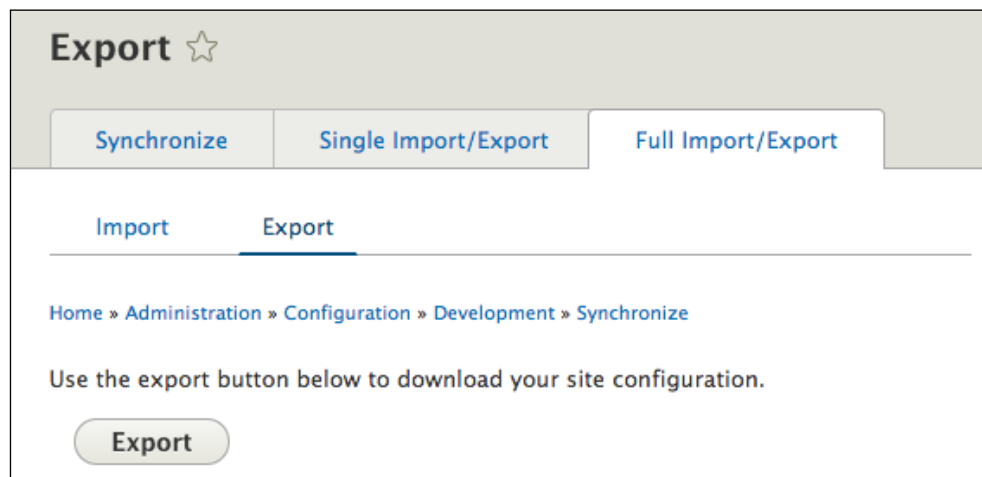 Export
Synchronize Single Import/Export Full Import/Export
Import Export
Home » Administration » Configuration » Development » Synchronize
Use the export button below to download your site configuration.
Export